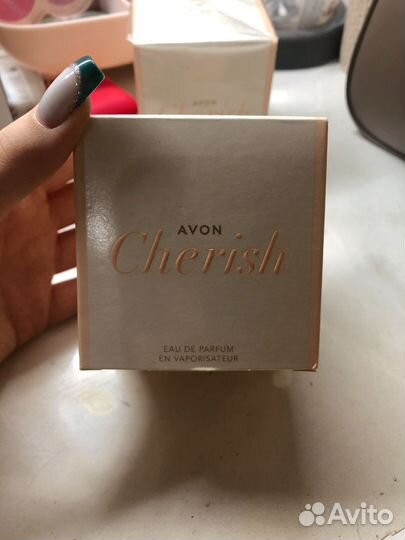 AVON
Cherish
AVON
Cherish
EAU DE PARFUM
EN VAPORISATEUR
Avito